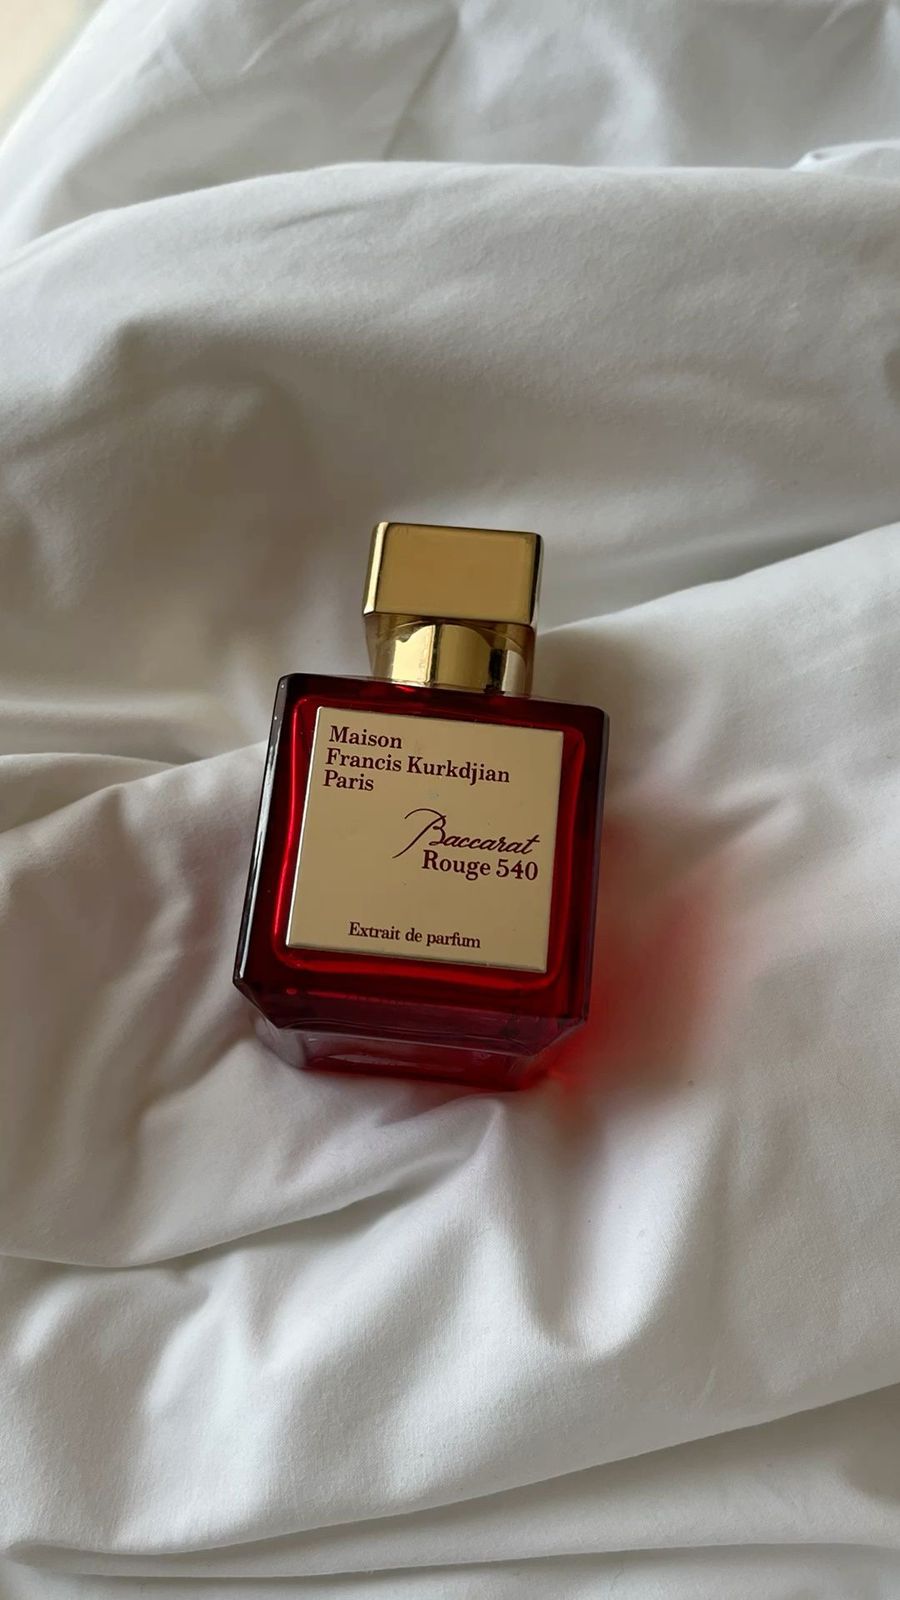 Maison
Francis Kurkdjian
Paris
Baccarat
Rouge 540
Extrait de parfum